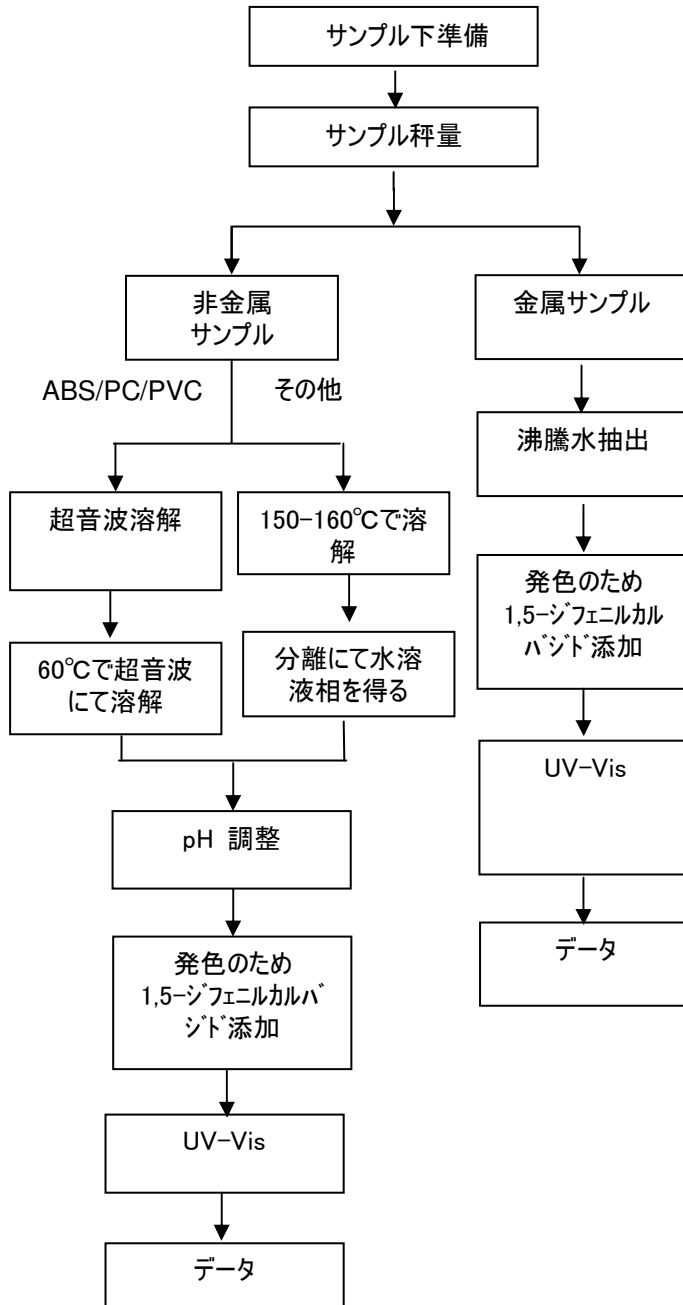 サンプル下準備
サンプル秤量
非金属
サンプル
金属サンプル
ABS/PC/PVC
その他
沸騰水抽出
超音波溶解
150-160℃で溶
解
発色のため
1,5-ｼﾞﾌｪﾆﾙｶﾙ
ﾊﾞｼﾞﾄﾞ添加
60℃で超音波
にて溶解
分離にて水溶
液相を得る
UV-Vis
pH 調整
データ
発色のため
1,5-ｼﾞﾌｪﾆﾙｶﾙﾊﾞ
ｼﾞﾄﾞ添加
UV-Vis
データ